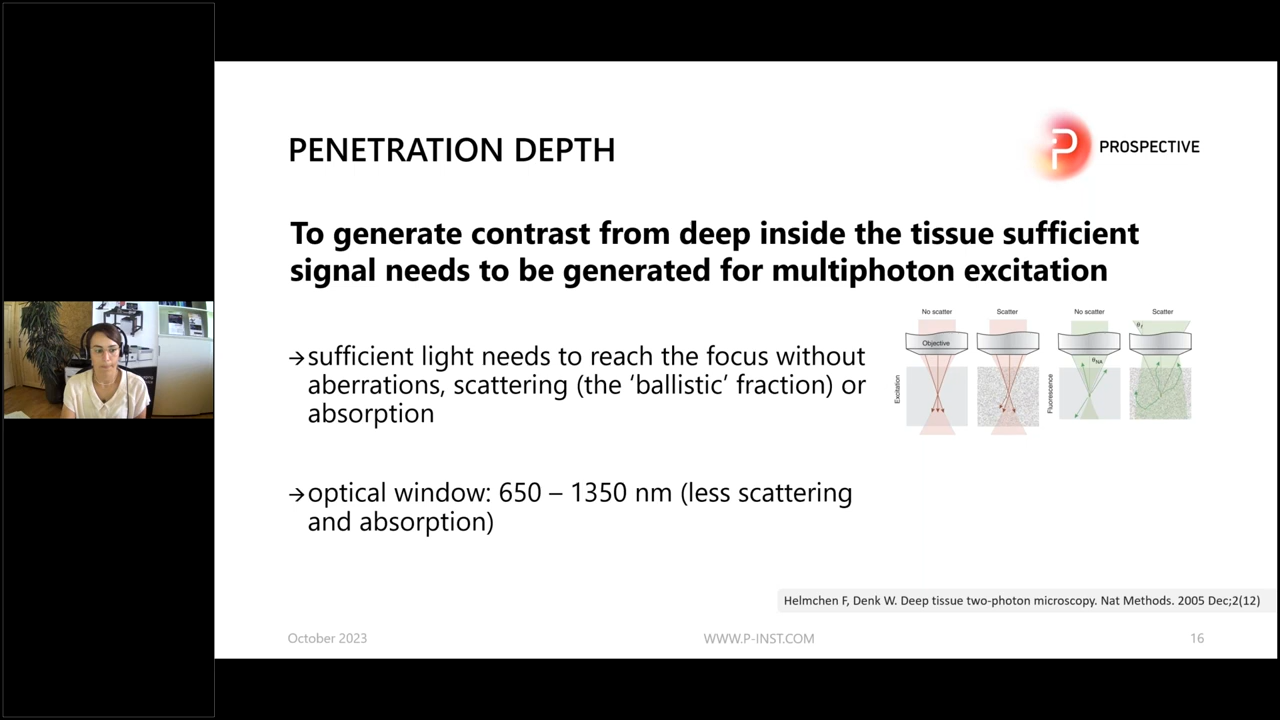 PENETRATION DEPTH
PROSPECTIVE
To generate contrast from deep inside the tissue sufficient
signal needs to be generated for multiphoton excitation
→sufficient light needs to reach the focus without
aberrations, scattering (the ‘ballistic’ fraction) or
absorption
→optical window: 650 – 1350 nm (less scattering
and absorption)
No scatter
Scatter
No scatter
Scatter
Objective
Excitation
Fluorescence
θNA
θf
Helmchen F, Denk W. Deep tissue two-photon microscopy. Nat Methods. 2005 Dec;2(12)
October 2023
WWW.P-INST.COM
16